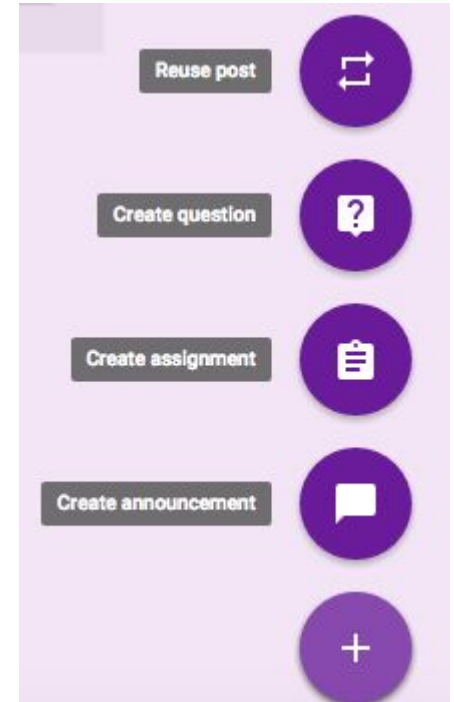 Reuse post
Create question
Create assignment
Create announcement